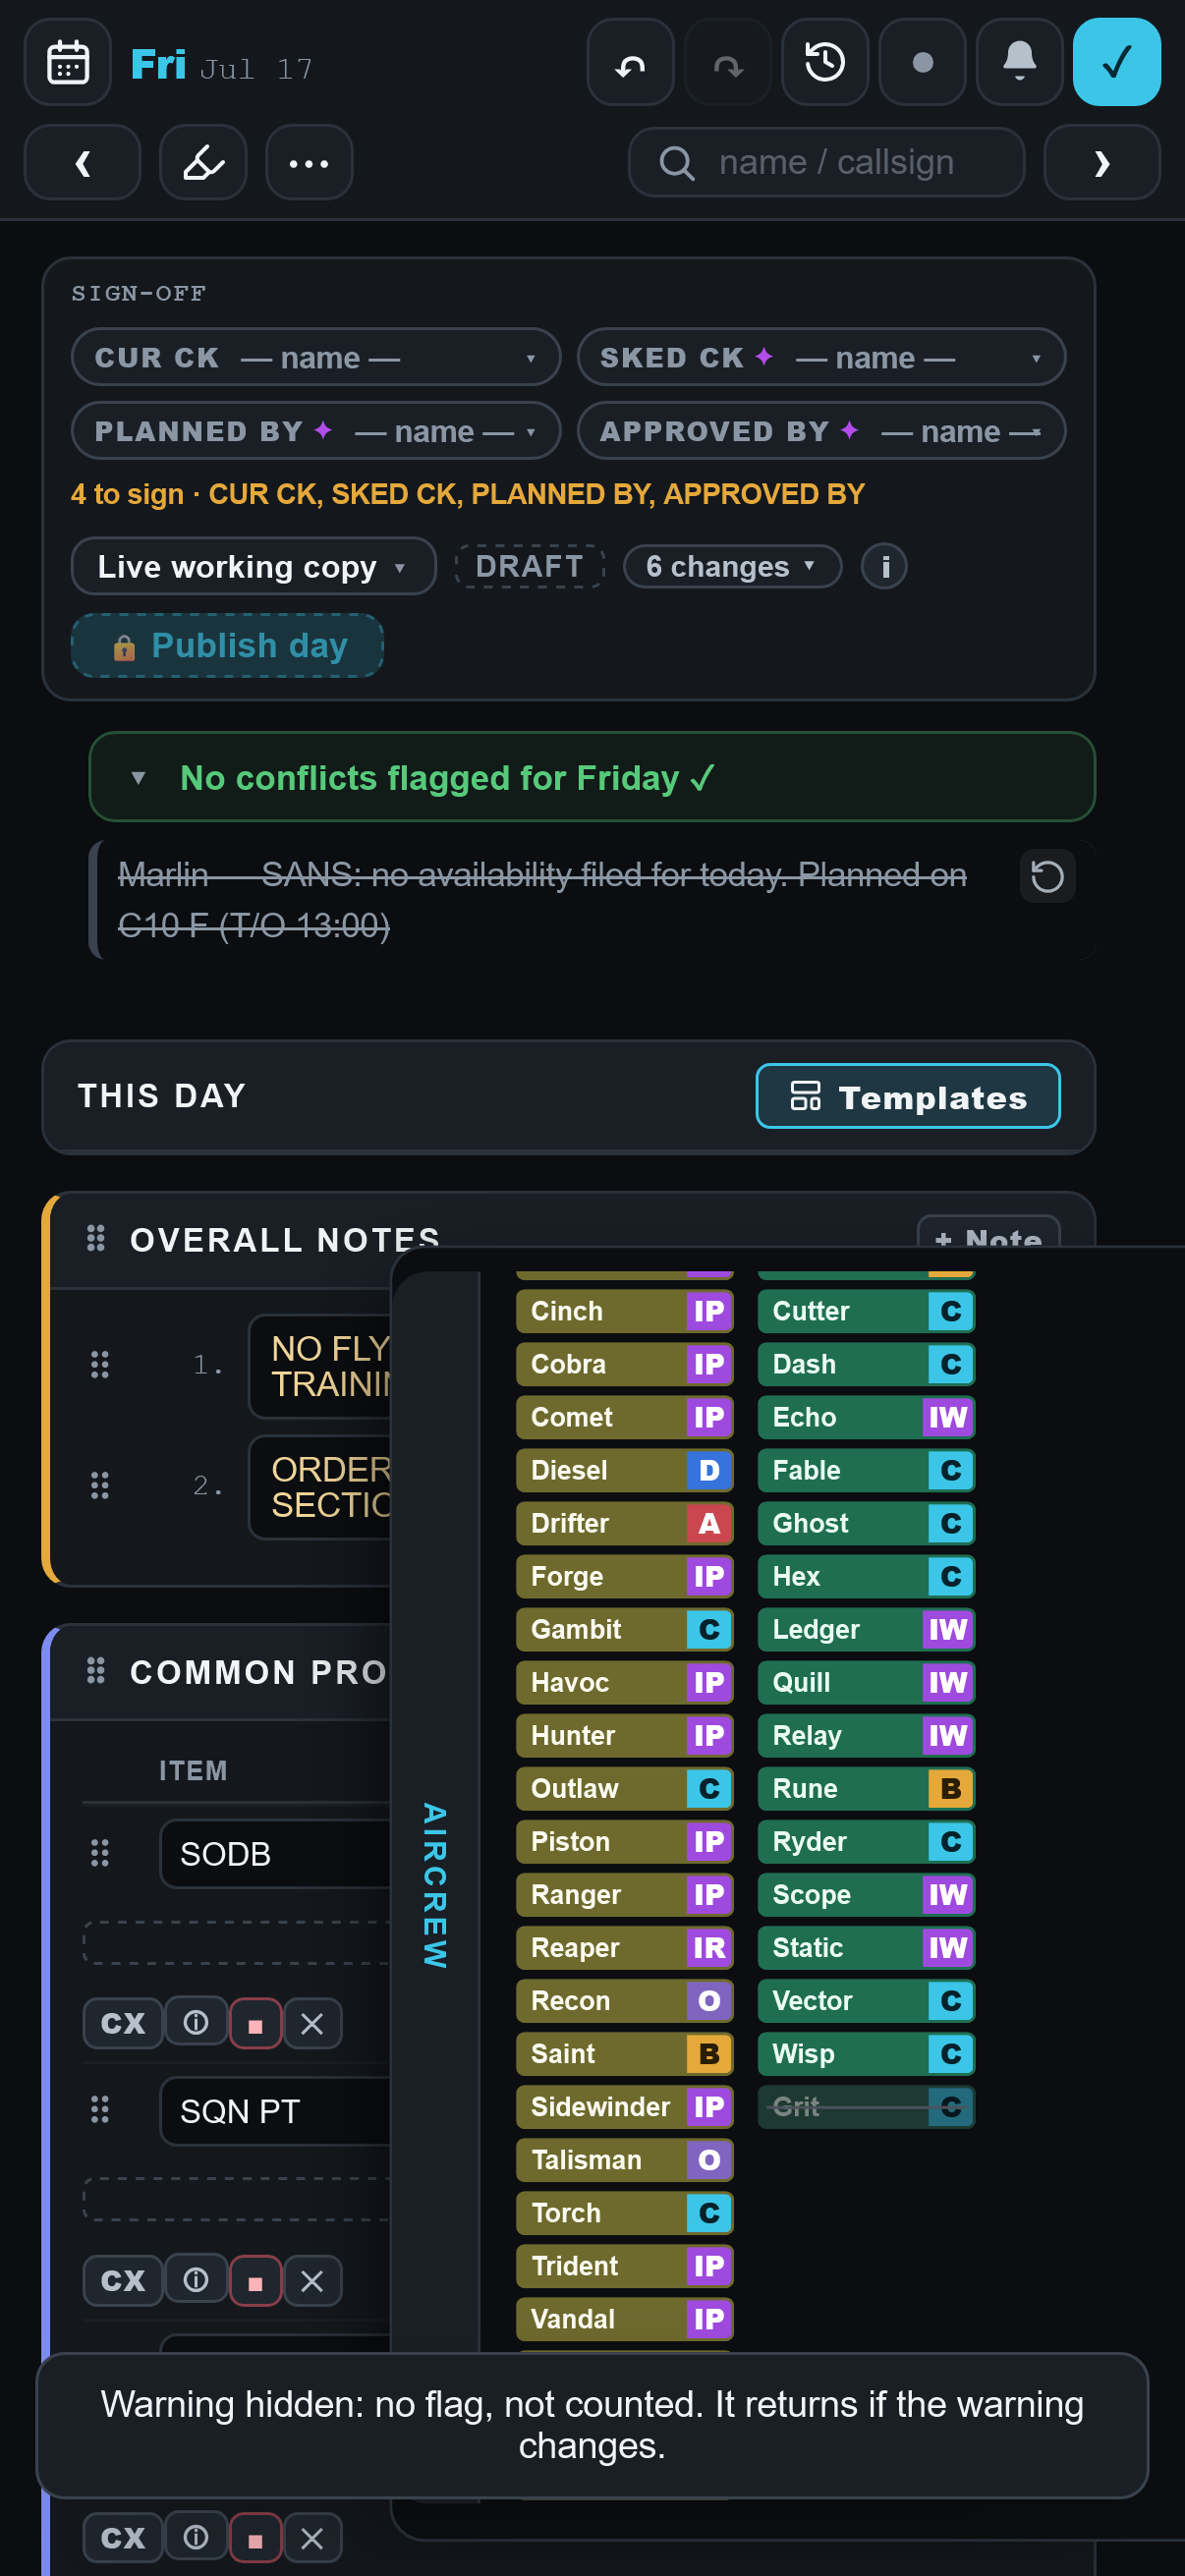 Fri Jul 17
name / callsign
SIGN-OFF
CUR CK — name —
SKED CK ✦ — name —
PLANNED BY ✦ — name —
APPROVED BY ✦ — name —
4 to sign · CUR CK, SKED CK, PLANNED BY, APPROVED BY
Live working copy
DRAFT
6 changes
i
Publish day
No conflicts flagged for Friday ✓
Marlin — SANS: no availability filed for today. Planned on
C10 F (T/O 13:00)
THIS DAY
Templates
OVERALL NOTES
+ Note
1. NO FLY
TRAININ
2. ORDER
SECTIO
COMMON PRO
ITEM
SODB
CX
SQN PT
CX
CX
AIRCREW
Cinch IP
Cobra IP
Comet IP
Diesel D
Drifter A
Forge IP
Gambit C
Havoc IP
Hunter IP
Outlaw C
Piston IP
Ranger IP
Reaper IR
Recon O
Saint B
Sidewinder IP
Talisman O
Torch C
Trident IP
Vandal IP
Cutter C
Dash C
Echo IW
Fable C
Ghost C
Hex C
Ledger IW
Quill IW
Relay IW
Rune B
Ryder C
Scope IW
Static IW
Vector C
Wisp C
Grit C
Warning hidden: no flag, not counted. It returns if the warning
changes.